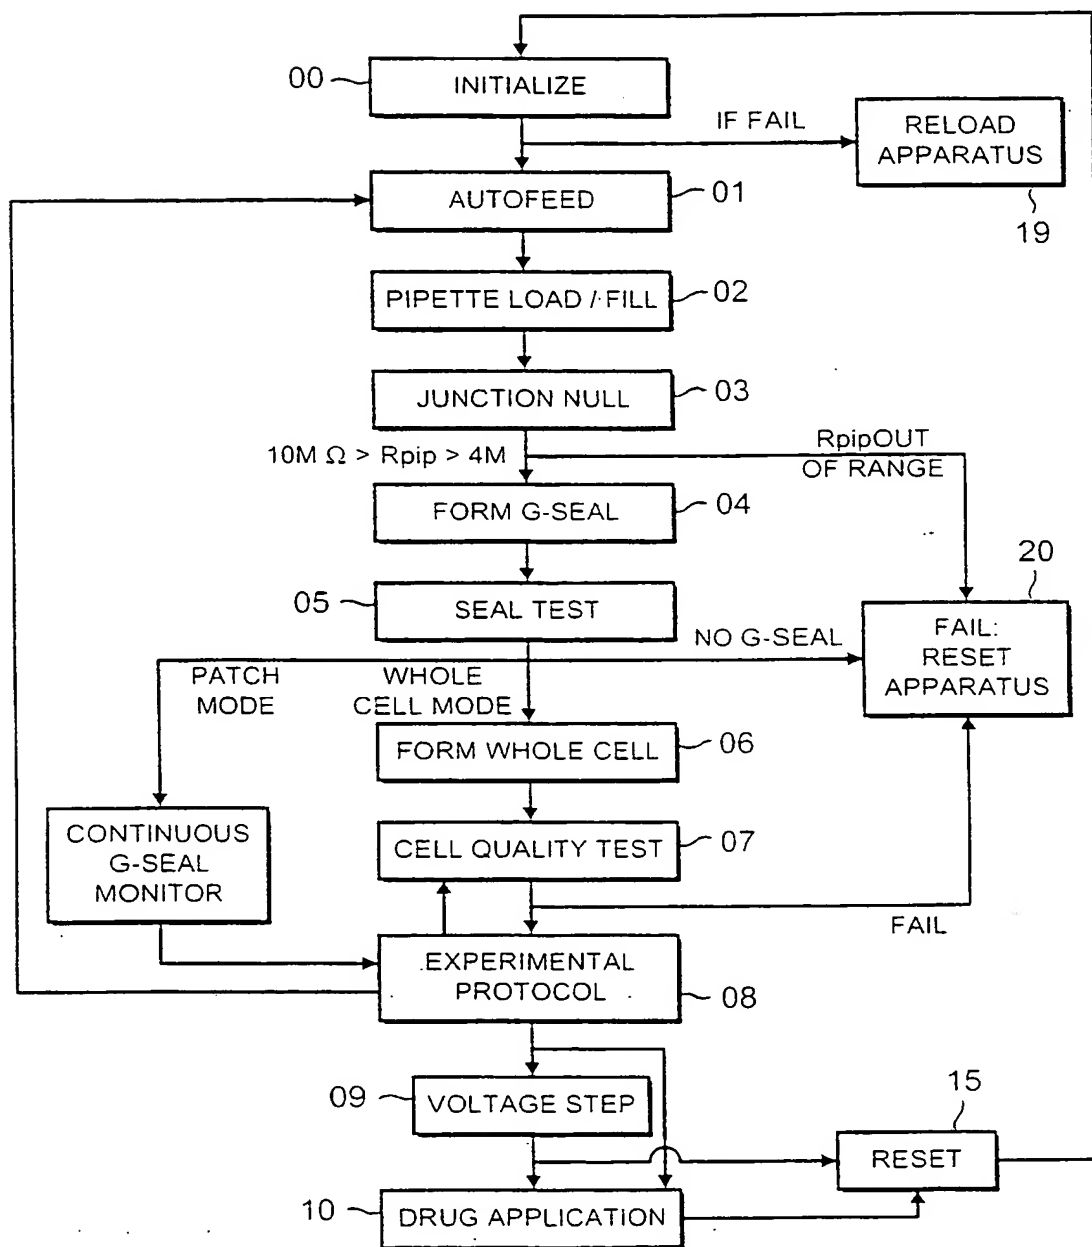 00
INITIALIZE
IF FAIL
RELOAD
APPARATUS
19
AUTOFEED
01
PIPETTE LOAD / FILL
02
JUNCTION NULL
03
10M Ω > Rpip > 4M
RpipOUT
OF RANGE
FORM G-SEAL
04
05
SEAL TEST
20
FAIL:
RESET
APPARATUS
NO G-SEAL
PATCH
MODE
WHOLE
CELL MODE
FORM WHOLE CELL
06
CONTINUOUS
G-SEAL
MONITOR
CELL QUALITY TEST
07
FAIL
EXPERIMENTAL
PROTOCOL
08
09
VOLTAGE STEP
15
RESET
10
DRUG APPLICATION